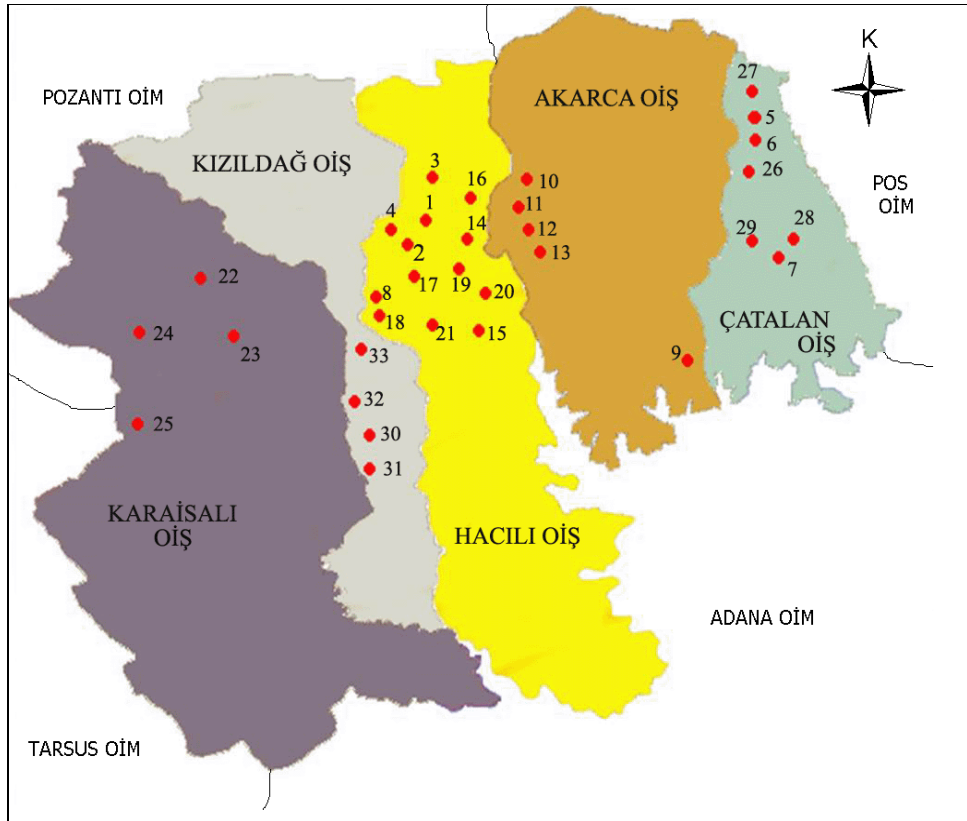 K
27
POZANTI OİM
AKARCA OİŞ
5
6
KIZILDAĞ OİŞ
3
26
10
POS
OİM
16
11
1
4
14
12
28
29
2
13
7
22
17
19
20
8
18
21
15
ÇATALAN
OİŞ
24
23
33
9
32
25
30
31
KARAİSALI
OİŞ
HACILI OİŞ
ADANA OİM
TARSUS OİM